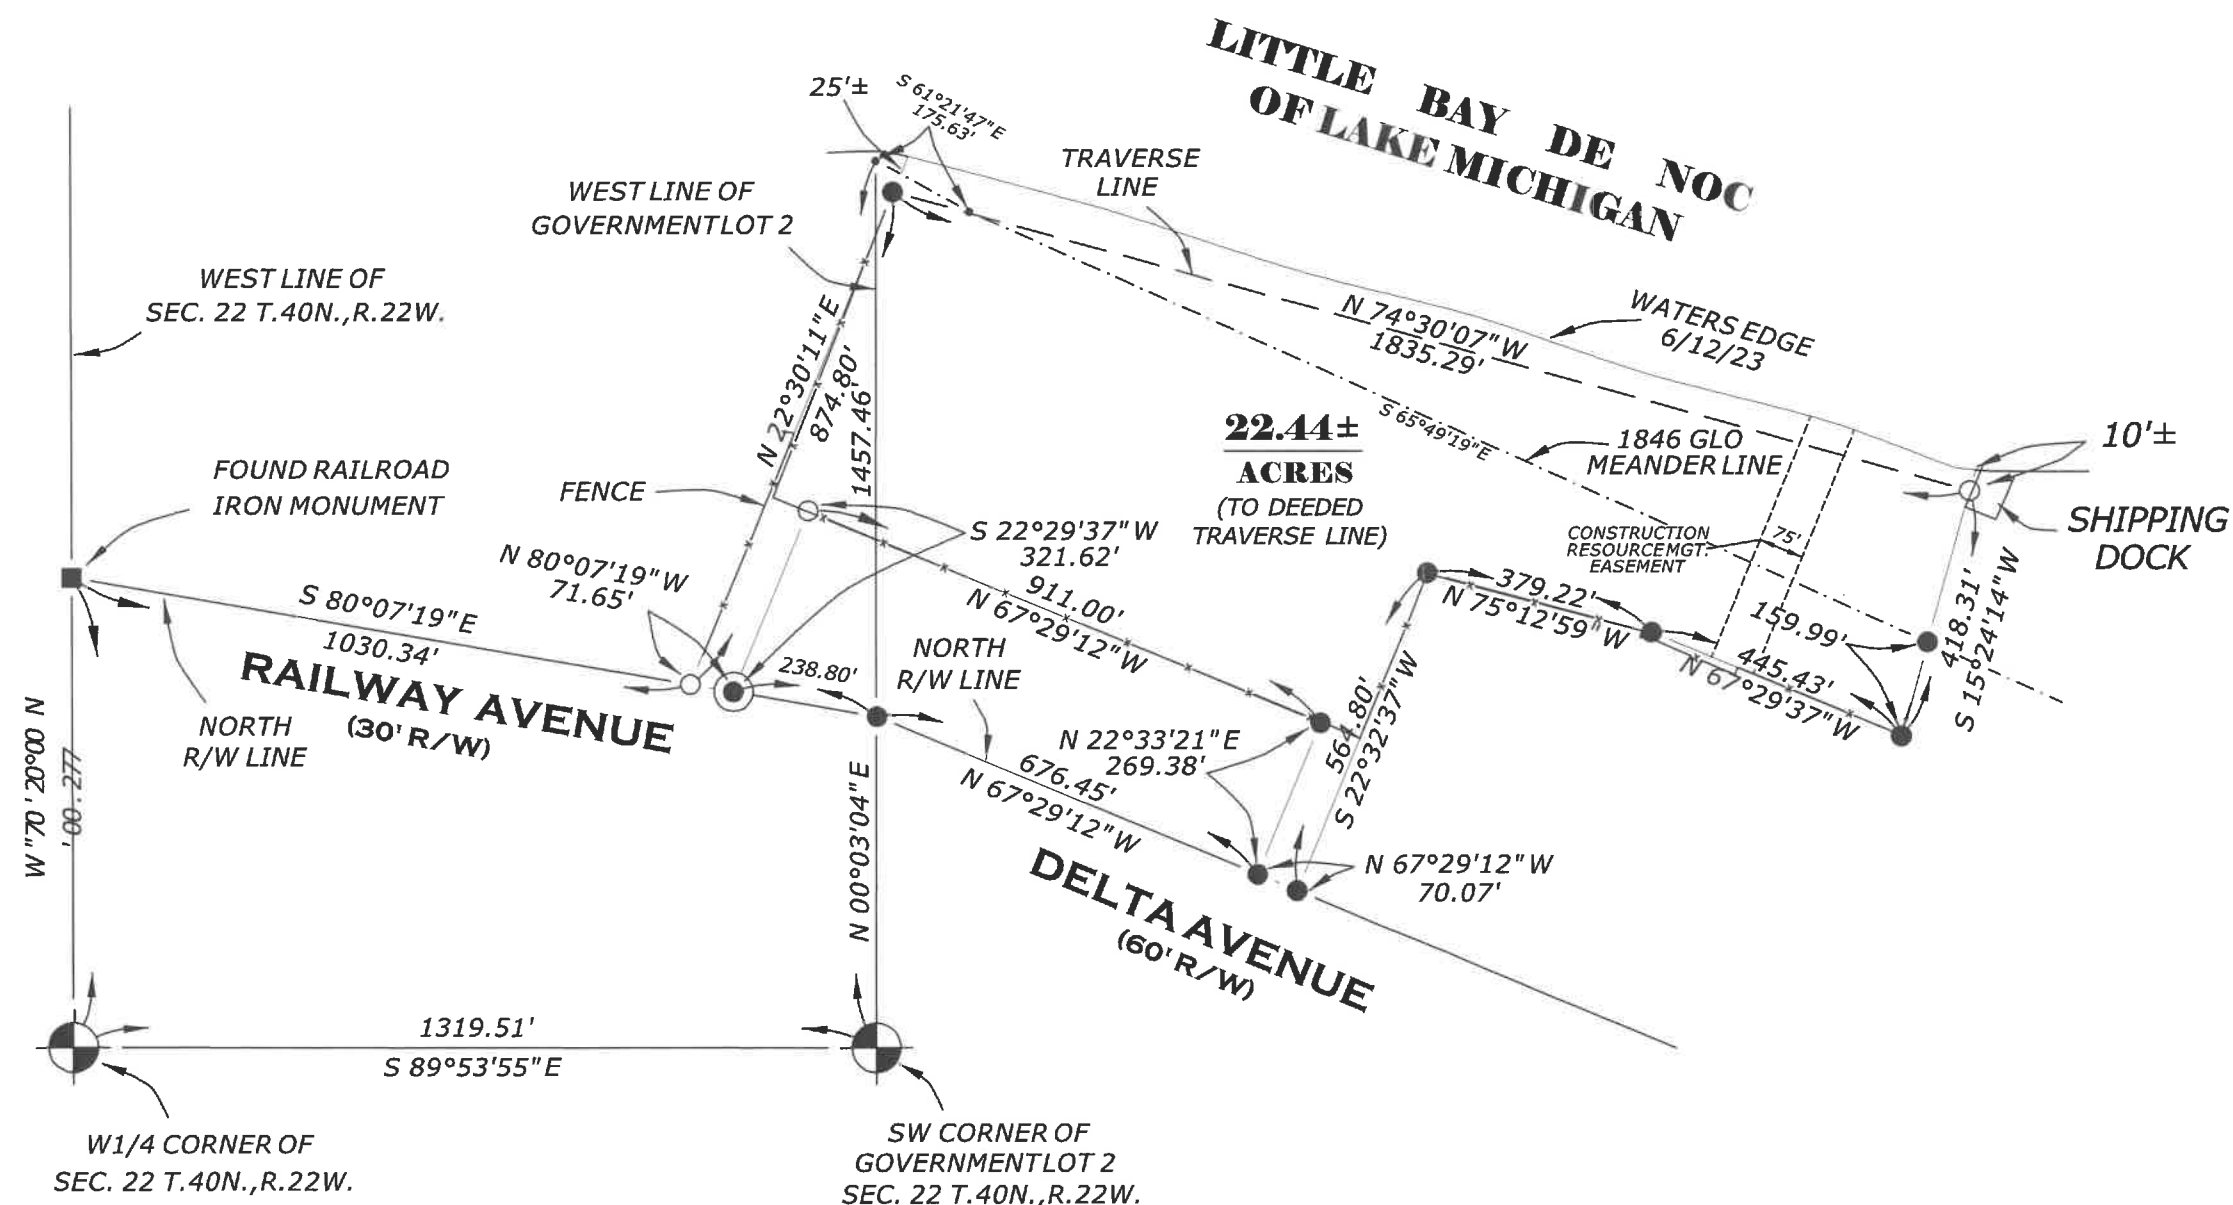 LITTLE BAY DE NOC
OF LAKE MICHIGAN
25'±
S 61°21'47"E
175.63'
TRAVERSE
LINE
WEST LINE OF
GOVERNMENT LOT 2
WEST LINE OF
SEC. 22 T.40N.,R.22W.
N 74°30'07"W
1835.29'
WATERS EDGE
6/12/23
N 22°30'11"E
874.80'
1457.46'
22.44±
ACRES
(TO DEEDED
TRAVERSE LINE)
S 65°49'19"E
1846 GLO
MEANDER LINE
10'±
SHIPPING
DOCK
FOUND RAILROAD
IRON MONUMENT
FENCE
S 22°29'37"W
321.62'
CONSTRUCTION
RESOURCE MGT.
EASEMENT
75'
N 80°07'19"W
71.65'
911.00'
N 67°29'12"W
379.22'
N 75°12'59"W
159.99'
418.31'
S 15°24'14"W
S 80°07'19"E
1030.34'
RAILWAY AVENUE
(30' R/W)
238.80'
NORTH
R/W LINE
445.43'
N 67°29'37"W
NORTH
R/W LINE
N 22°33'21"E
269.38'
564.80'
S 22°32'37"W
676.45'
N 67°29'12"W
N 00°02'07"W
772.00'
N 00°03'04"E
N 67°29'12"W
70.07'
DELTA AVENUE
(60' R/W)
1319.51'
S 89°53'55"E
W1/4 CORNER OF
SEC. 22 T.40N.,R.22W.
SW CORNER OF
GOVERNMENT LOT 2
SEC. 22 T.40N.,R.22W.